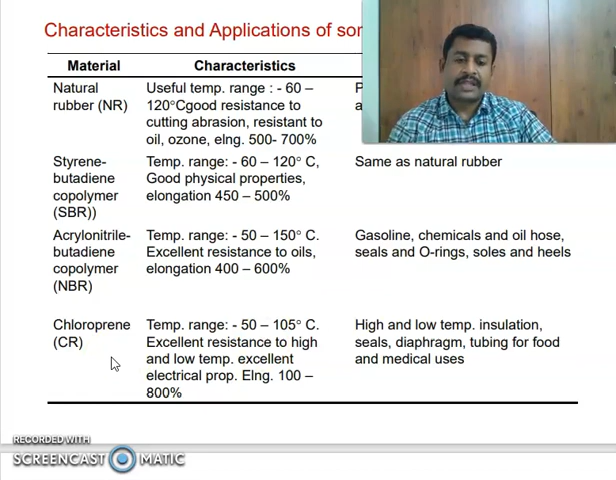 Characteristics and Applications of
Material Characteristics
Natural Useful temp. range : - 60 –
rubber (NR) 120°Cgood resistance to
cutting abrasion, resistant to
oil, ozone, elng. 500- 700%
Styrene- Temp. range: - 60 – 120° C, Same as natural rubber
butadiene Good physical properties,
copolymer elongation 450 – 500%
(SBR))
Acrylonitrile- Temp. range: - 50 – 150° C. Gasoline, chemicals and oil hose,
butadiene Excellent resistance to oils, seals and O-rings, soles and heels
copolymer elongation 400 – 600%
(NBR)
Chloroprene Temp. range: - 50 – 105° C. High and low temp. insulation,
(CR) Excellent resistance to high seals, diaphragm, tubing for food
and low temp. excellent and medical uses
electrical prop. Elng. 100 –
800%
RECORDED WITH
SCREENCAST MATIC